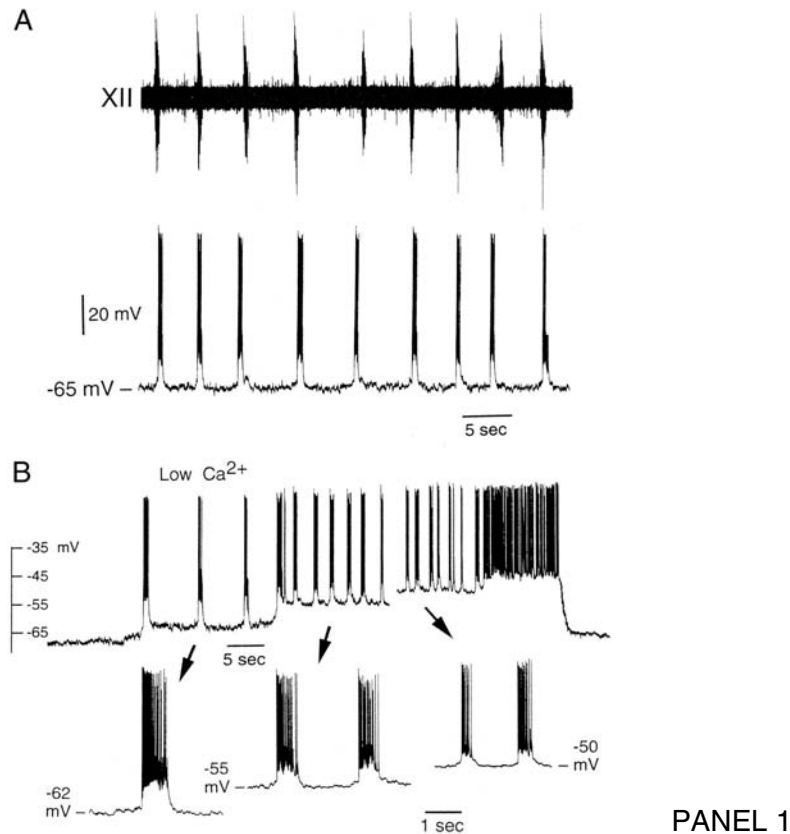 A
XII
20 mV
-65 mV
5 sec
B
Low Ca2+
-35 mV
-45
-55
-65
5 sec
-62
mV
-55
mV
-50
mV
1 sec
PANEL 1